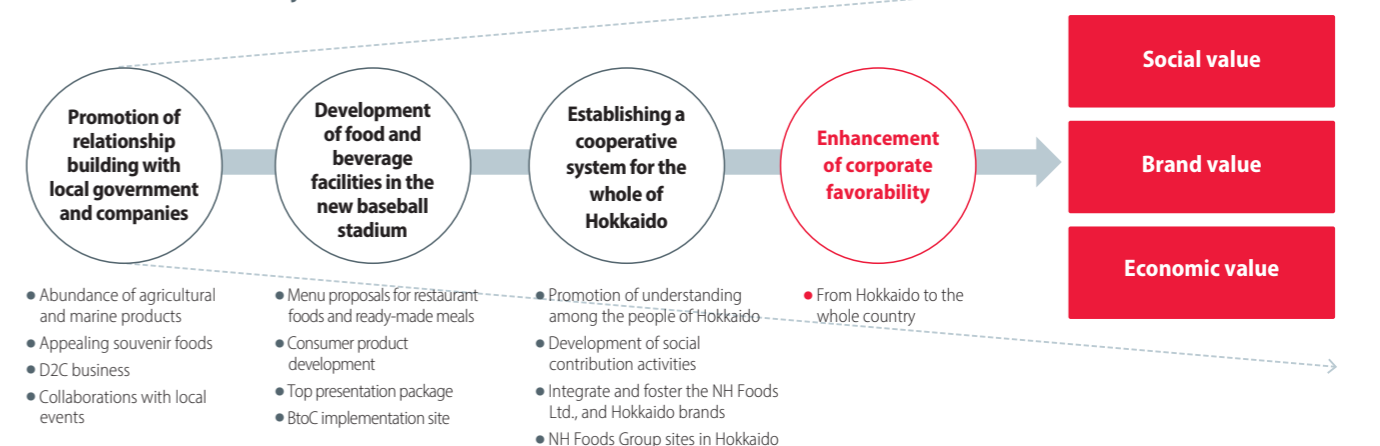 Promotion of
relationship
building with
local government
and companies
Development
of food and
beverage
facilities in the
new baseball
stadium
Establishing a
cooperative
system for the
whole of
Hokkaido
Enhancement
of corporate
favorability
Social value
Brand value
Economic value
● Abundance of agricultural
and marine products
● Appealing souvenir foods
● D2C business
● Collaborations with local
events
● Menu proposals for restaurant
foods and ready-made meals
● Consumer product
development
● Top presentation package
● BtoC implementation site
● Promotion of understanding
among the people of Hokkaido
● Development of social
contribution activities
● Integrate and foster the NH Foods
Ltd., and Hokkaido brands
● NH Foods Group sites in Hokkaido
● From Hokkaido to the
whole country